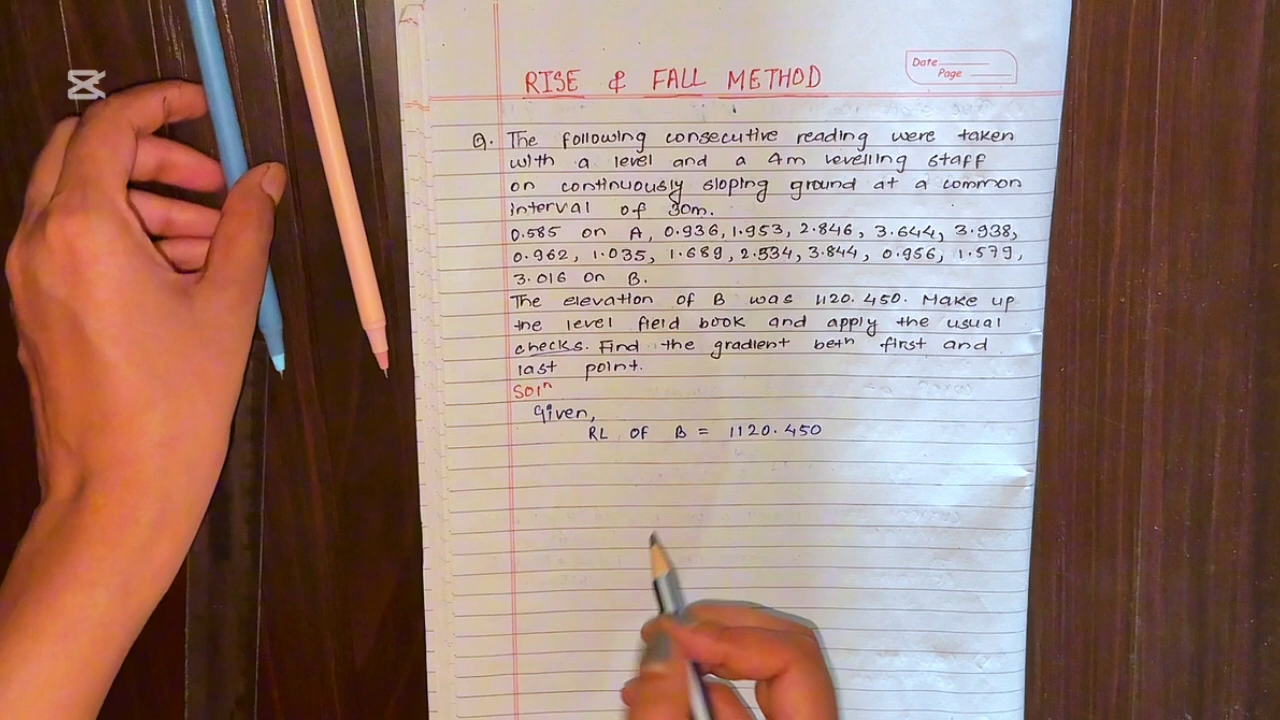 RISE & FALL METHOD
Date
Page
Q. The following consecutive reading were taken
with a level and a 4m levelling staff
on continuously sloping ground at a common
interval of 30m.
0.585 on A, 0.936, 1.953, 2.846, 3.644, 3.938,
0.962, 1.035, 1.689, 2.534, 3.844, 0.956, 1.579,
3.016 on B.
The elevation of B was 1120.450. Make up
the level field book and apply the usual
checks. Find the gradient betⁿ first and
last point.
Solⁿ
Given,
RL of B = 1120.450